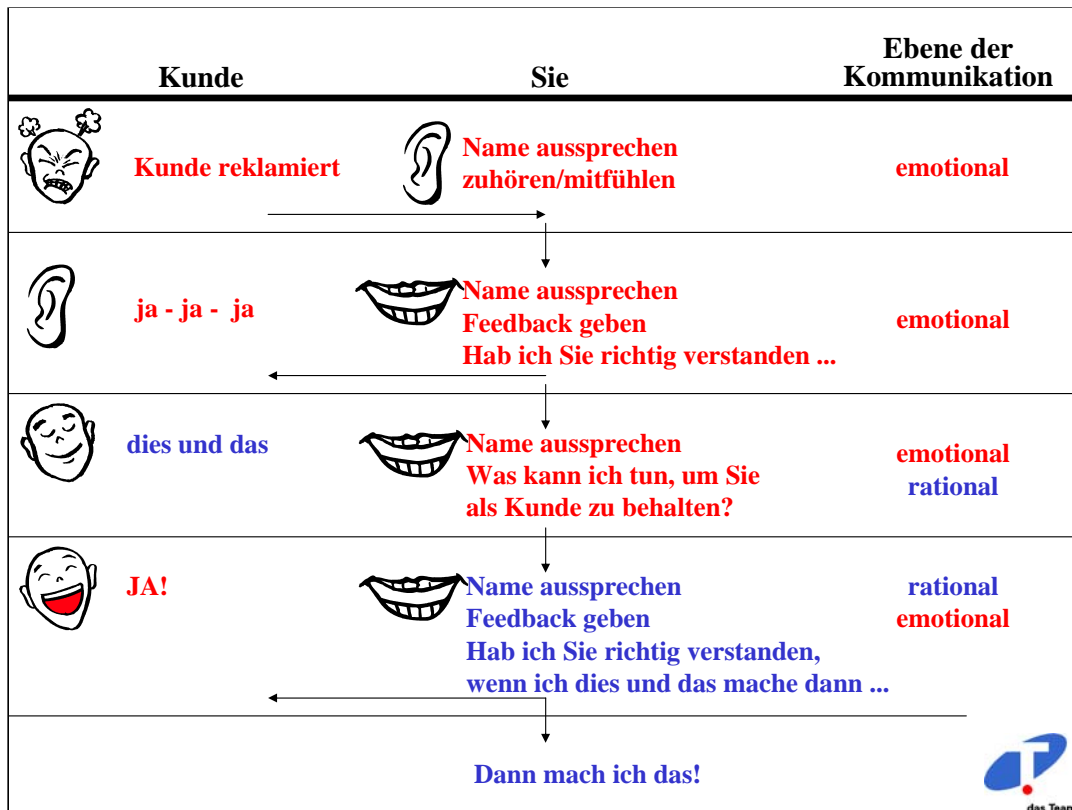 Kunde
Sie
Ebene der
Kommunikation
Kunde reklamiert
Name aussprechen
zuhören/mitfühlen
emotional
ja - ja - ja
Name aussprechen
Feedback geben
Hab ich Sie richtig verstanden ...
emotional
dies und das
Name aussprechen
Was kann ich tun, um Sie
als Kunde zu behalten?
emotional
rational
JA!
Name aussprechen
Feedback geben
Hab ich Sie richtig verstanden,
wenn ich dies und das mache dann ...
rational
emotional
Dann mach ich das!
das Team